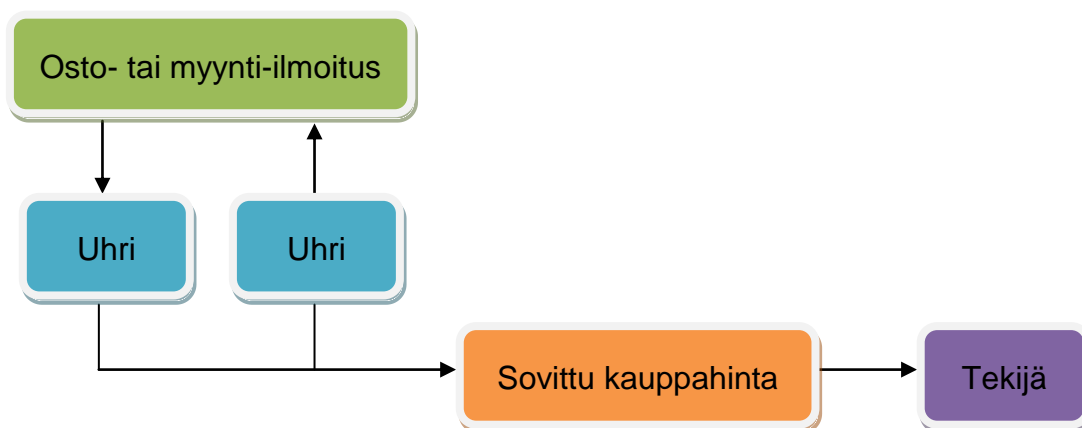 Osto- tai myynti-ilmoitus
Uhri
Uhri
Sovittu kauppahinta
Tekijä